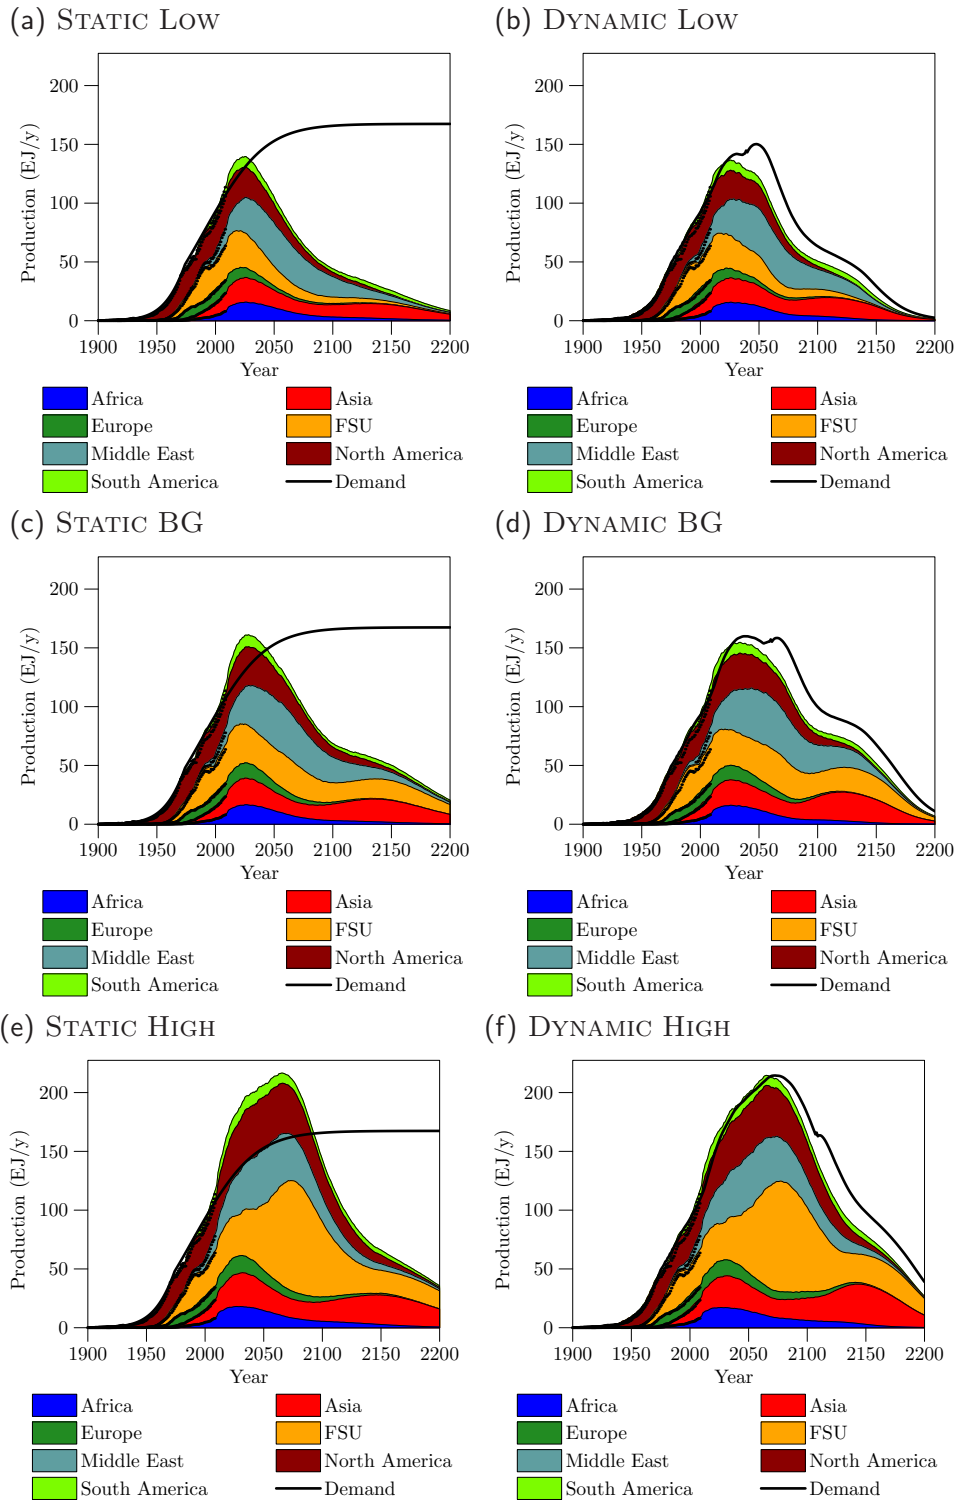 (a) STATIC LOW
(b) DYNAMIC LOW
Production (EJ/y)
200
150
100
50
0
1900 1950 2000 2050 2100 2150 2200
Year
Production (EJ/y)
200
150
100
50
0
1900 1950 2000 2050 2100 2150 2200
Year
Africa Asia
Europe FSU
Middle East North America
South America Demand
Africa Asia
Europe FSU
Middle East North America
South America Demand
(c) STATIC BG
(d) DYNAMIC BG
Production (EJ/y)
200
150
100
50
0
1900 1950 2000 2050 2100 2150 2200
Year
Production (EJ/y)
200
150
100
50
0
1900 1950 2000 2050 2100 2150 2200
Year
Africa Asia
Europe FSU
Middle East North America
South America Demand
Africa Asia
Europe FSU
Middle East North America
South America Demand
(e) STATIC HIGH
(f) DYNAMIC HIGH
Production (EJ/y)
200
150
100
50
0
1900 1950 2000 2050 2100 2150 2200
Year
Production (EJ/y)
200
150
100
50
0
1900 1950 2000 2050 2100 2150 2200
Year
Africa Asia
Europe FSU
Middle East North America
South America Demand
Africa Asia
Europe FSU
Middle East North America
South America Demand